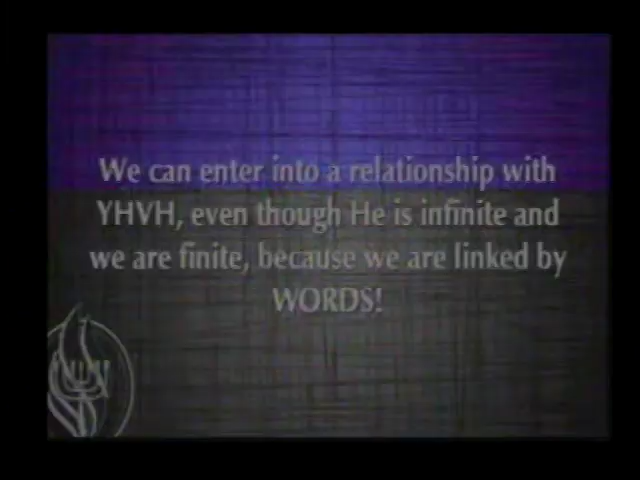 We can enter into a relationship with
YHVH, even though He is infinite and
we are finite, because we are linked by
WORDS!